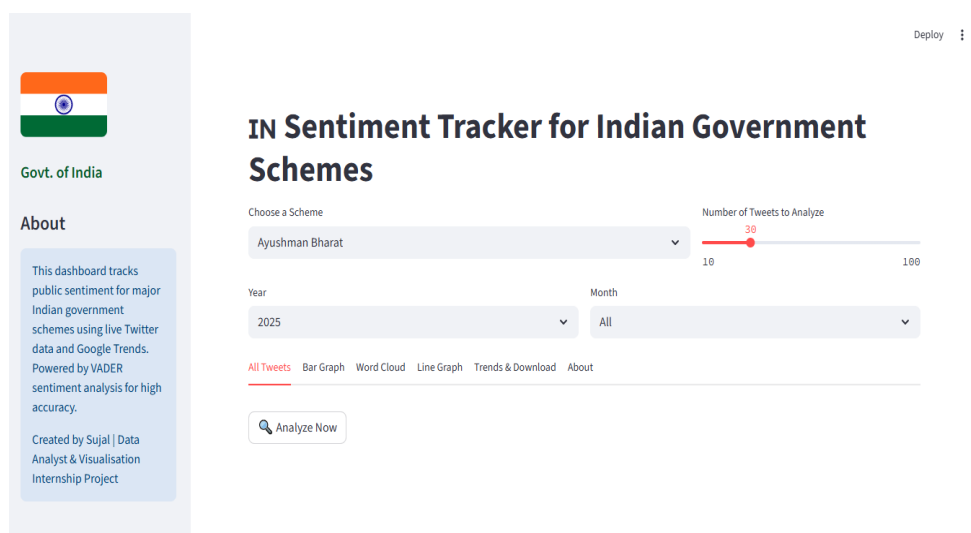 Deploy
Govt. of India
About
This dashboard tracks
public sentiment for major
Indian government
schemes using live Twitter
data and Google Trends.
Powered by VADER
sentiment analysis for high
accuracy.
Created by Sujal | Data
Analyst & Visualisation
Internship Project
IN Sentiment Tracker for Indian Government
Schemes
Choose a Scheme
Ayushman Bharat
Number of Tweets to Analyze
30
10 100
Year
2025
Month
All
All Tweets Bar Graph Word Cloud Line Graph Trends & Download About
Analyze Now